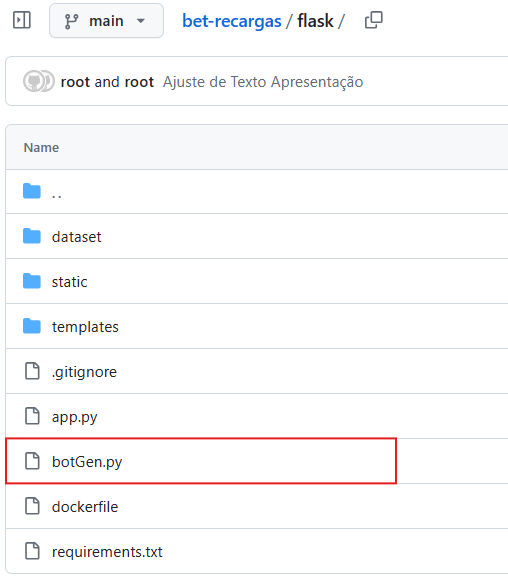 main
bet-recargas / flask /
root and root Ajuste de Texto Apresentação
Name
..
dataset
static
templates
.gitignore
app.py
botGen.py
dockerfile
requirements.txt